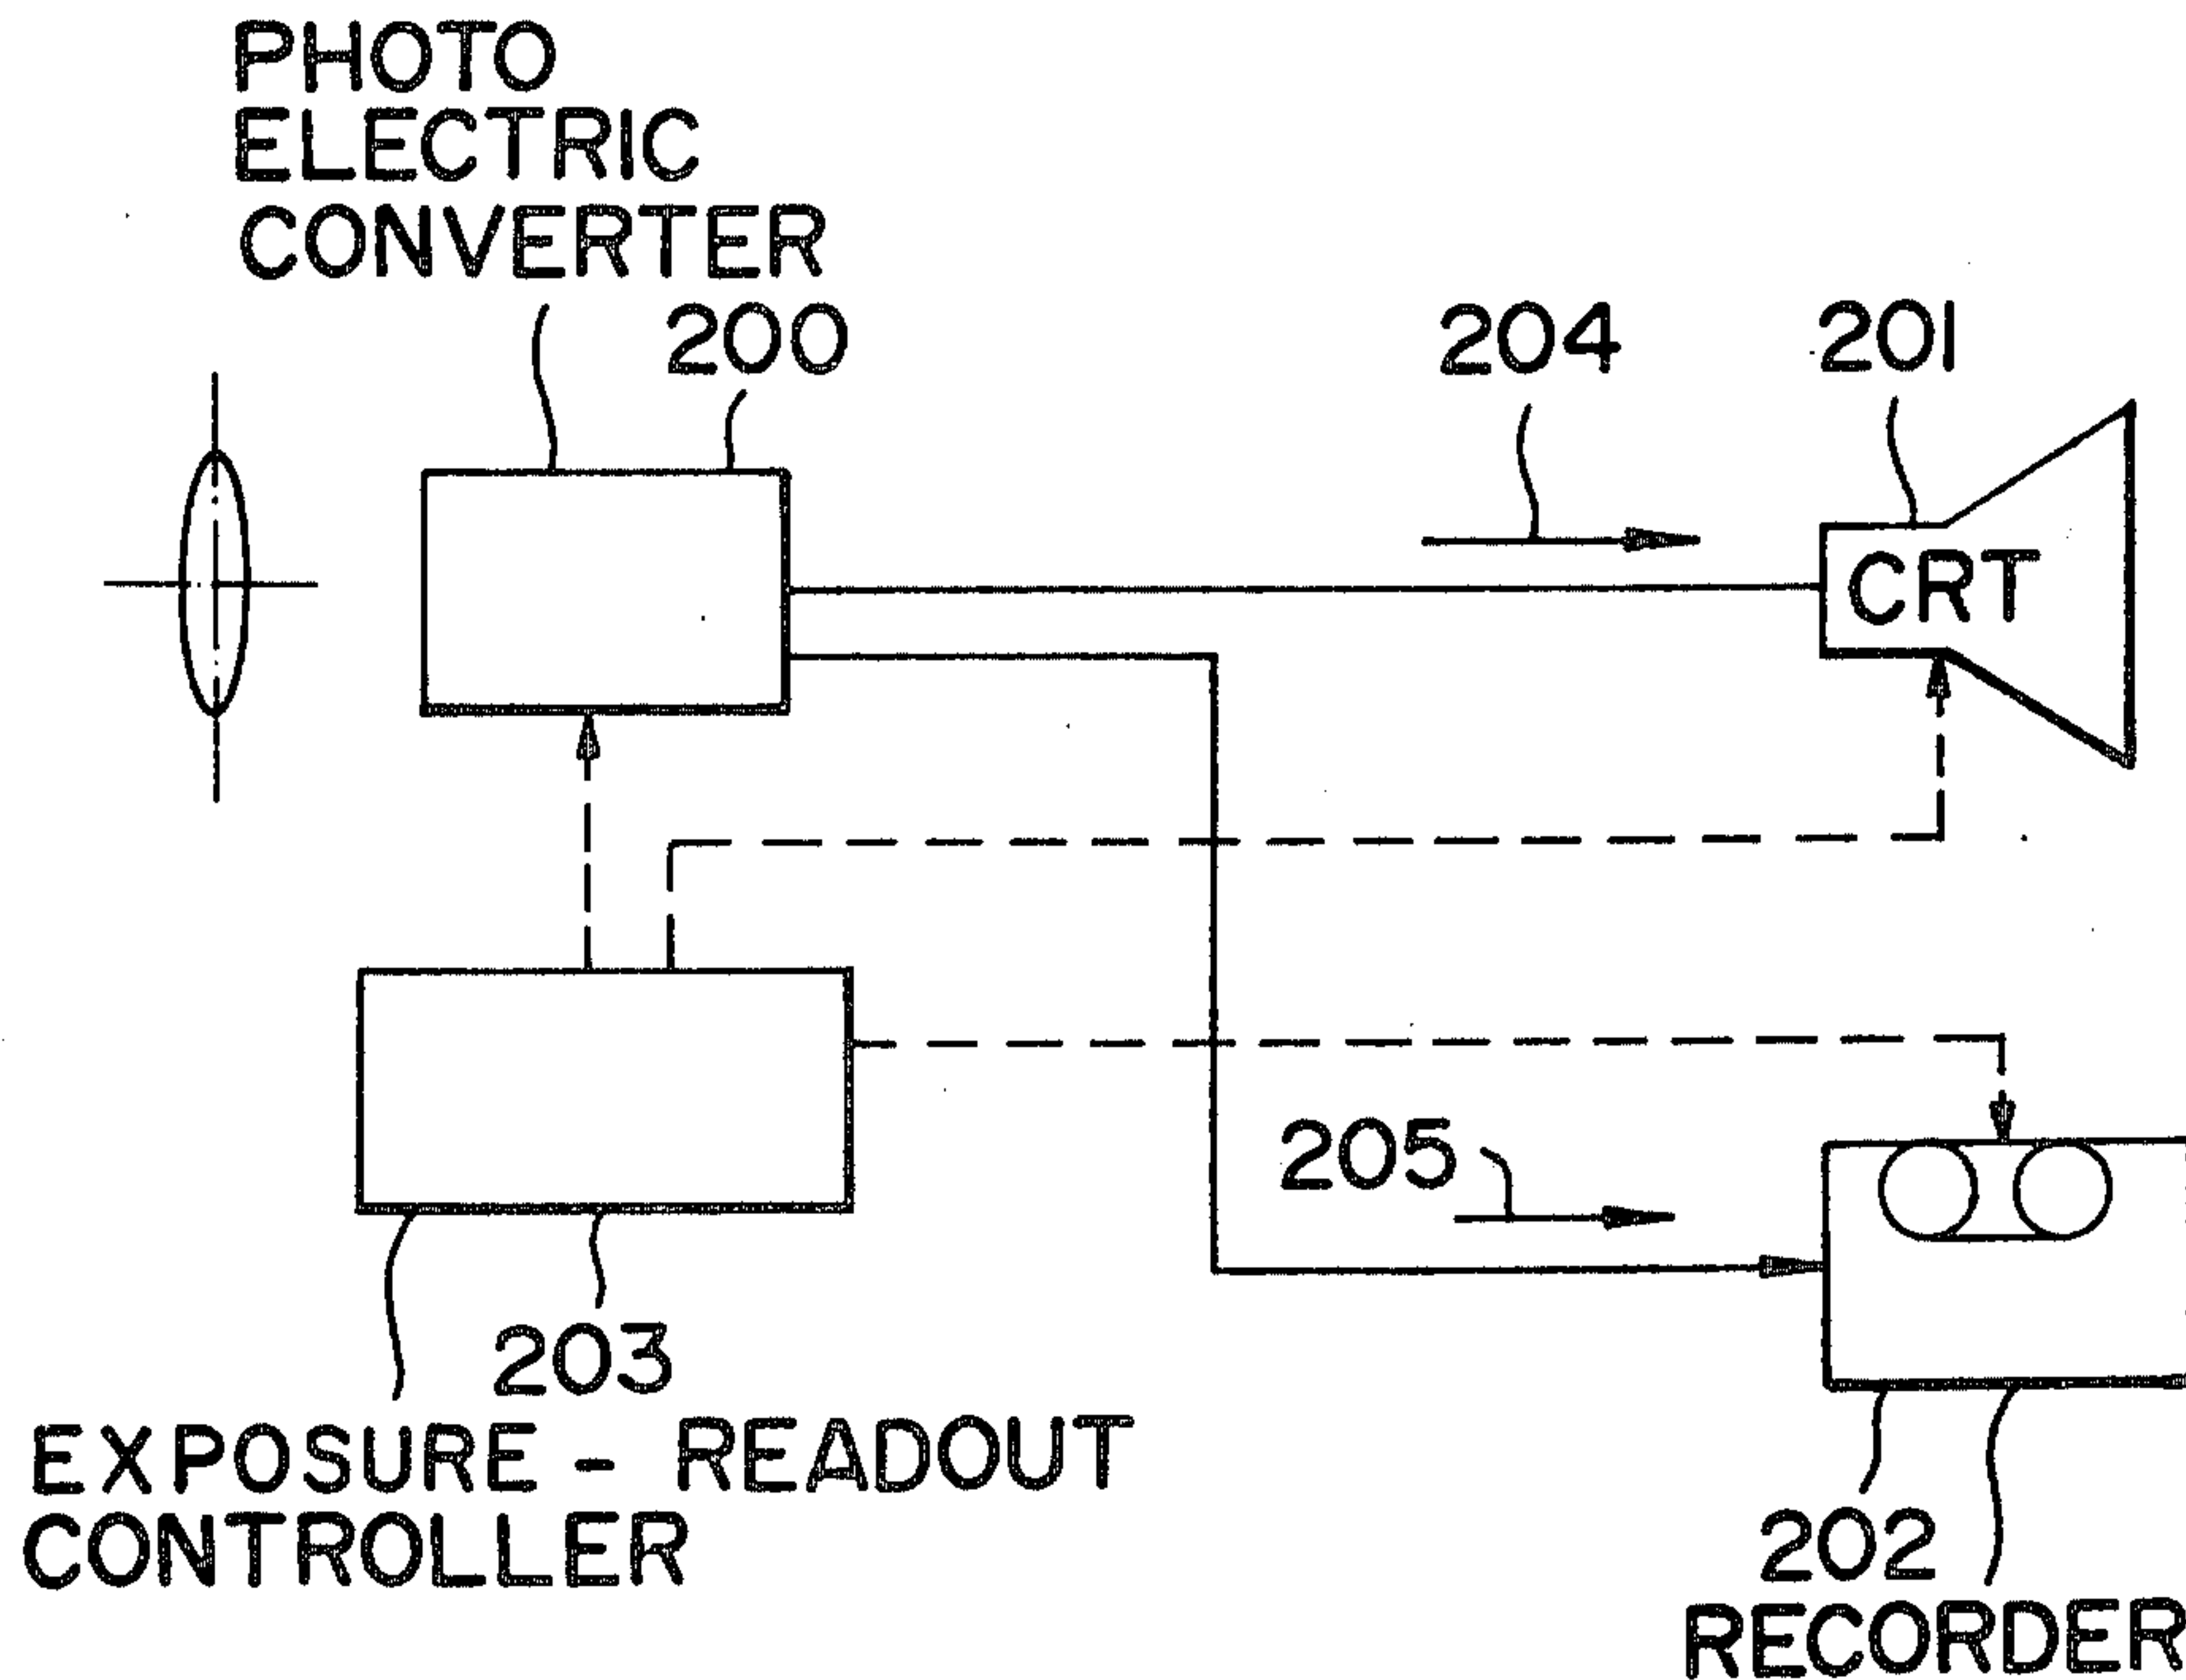 PHOTO
ELECTRIC
CONVERTER
200
204
201
CRT
205
203
EXPOSURE - READOUT
CONTROLLER
202
RECORDER